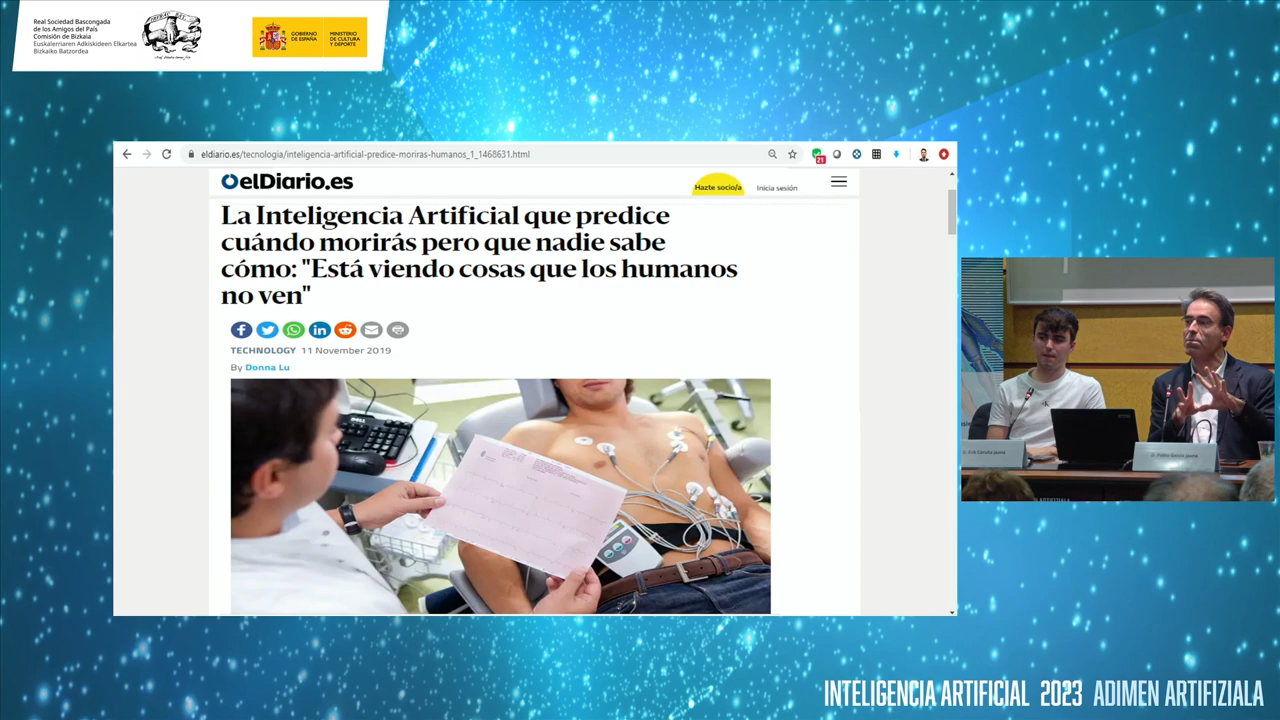 Real Sociedad Bascongada
de los Amigos del País
Comisión de Bizkaia
Euskalerriaren Adiskideen Elkartea
Bizkaiko Batzordea
GOBIERNO
DE ESPAÑA
MINISTERIO
DE CULTURA
Y DEPORTE
eldiario.es/tecnologia/inteligencia-artificial-predice-moriras-humanos_1_1468631.html
21
elDiario.es
Hazte socio/a
Inicia sesión
La Inteligencia Artificial que predice
cuándo morirás pero que nadie sabe
cómo: "Está viendo cosas que los humanos
no ven"
TECHNOLOGY 11 November 2019
By Donna Lu
DELL
INTELIGENCIA ARTIFICIAL 2023 ADIMEN ARTIFIZIALA